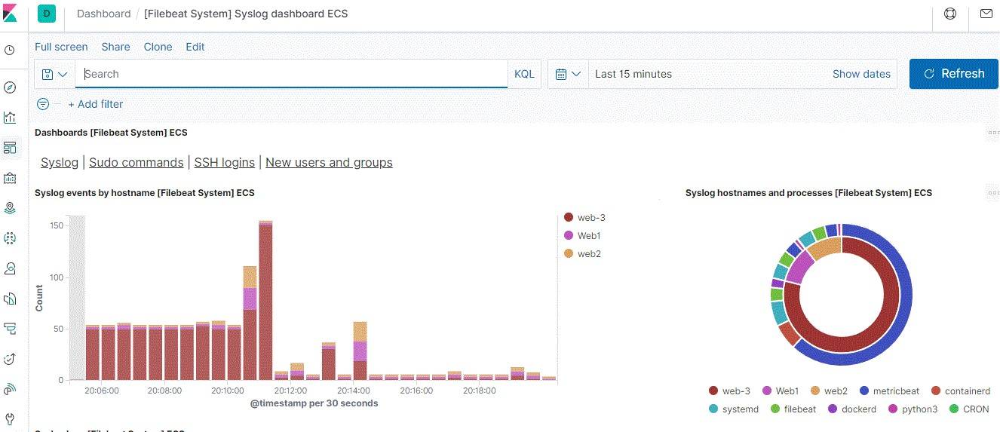 D Dashboard / [Filebeat System] Syslog dashboard ECS
Full screen Share Clone Edit
Search KQL Last 15 minutes Show dates Refresh
+ Add filter
Dashboards [Filebeat System] ECS
Syslog | Sudo commands | SSH logins | New users and groups
Syslog events by hostname [Filebeat System] ECS
150
100
50
0
Count
20:06:00 20:08:00 20:10:00 20:12:00 20:14:00 20:16:00 20:18:00
@timestamp per 30 seconds
web-3
Web1
web2
Syslog hostnames and processes [Filebeat System] ECS
web-3 Web1 web2 metricbeat containerd
systemd filebeat dockerd python3 CRON